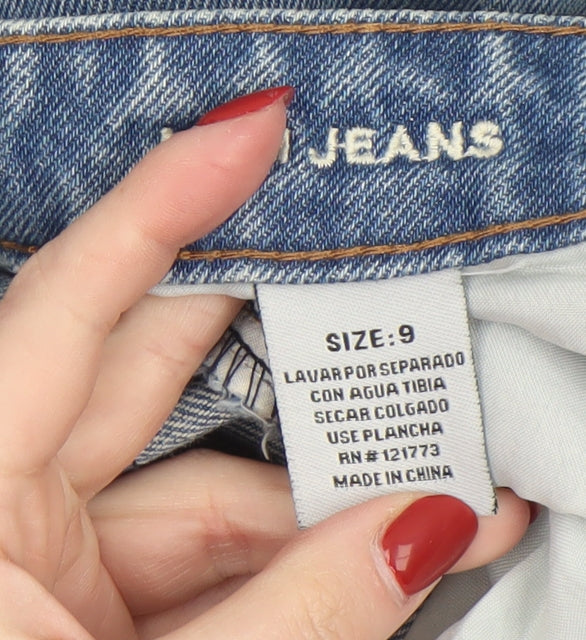 JEANS
SIZE: 9
LAVAR POR SEPARADO
CON AGUA TIBIA
SECAR COLGADO
USE PLANCHA
RN # 121773
MADE IN CHINA